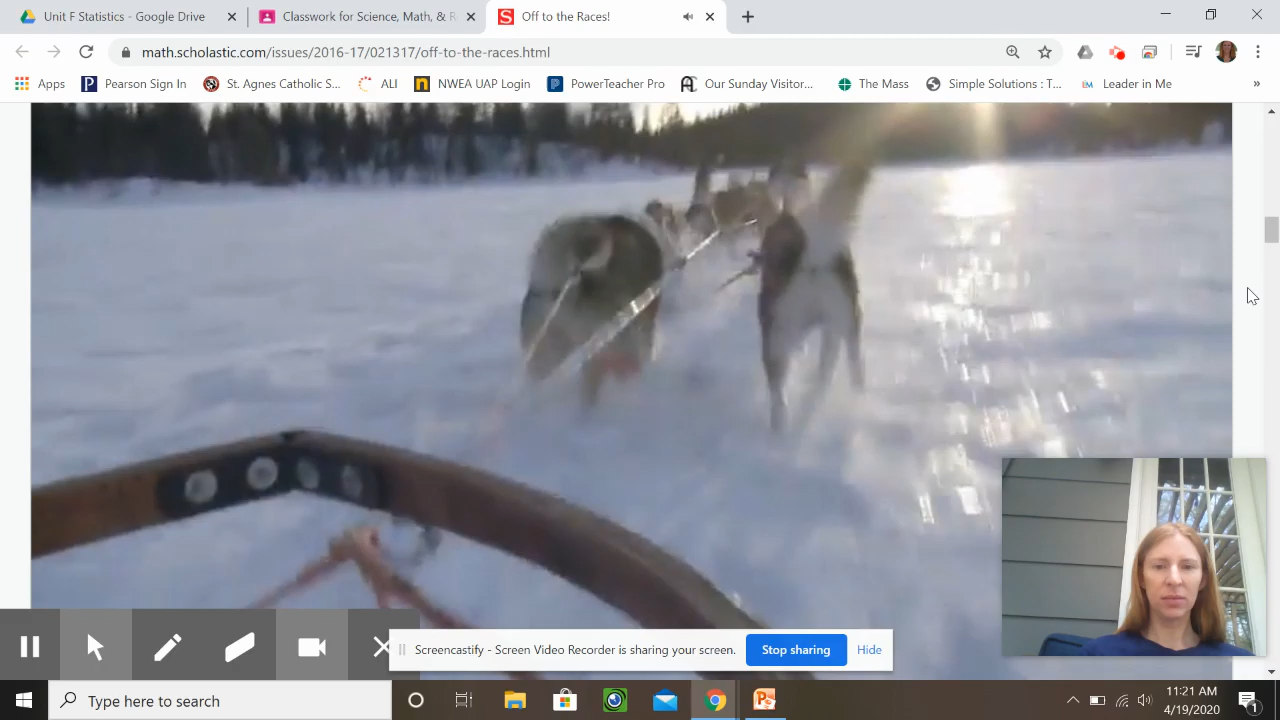 Unit F Statistics - Google Drive
Classwork for Science, Math, & R
Off to the Races!
math.scholastic.com/issues/2016-17/021317/off-to-the-races.html
Apps
Pearson Sign In
St. Agnes Catholic S...
ALI
NWEA UAP Login
PowerTeacher Pro
Our Sunday Visitor...
The Mass
Simple Solutions : T...
Leader in Me
Screencastify - Screen Video Recorder is sharing your screen.
Stop sharing
Hide
Type here to search
11:21 AM
4/19/2020